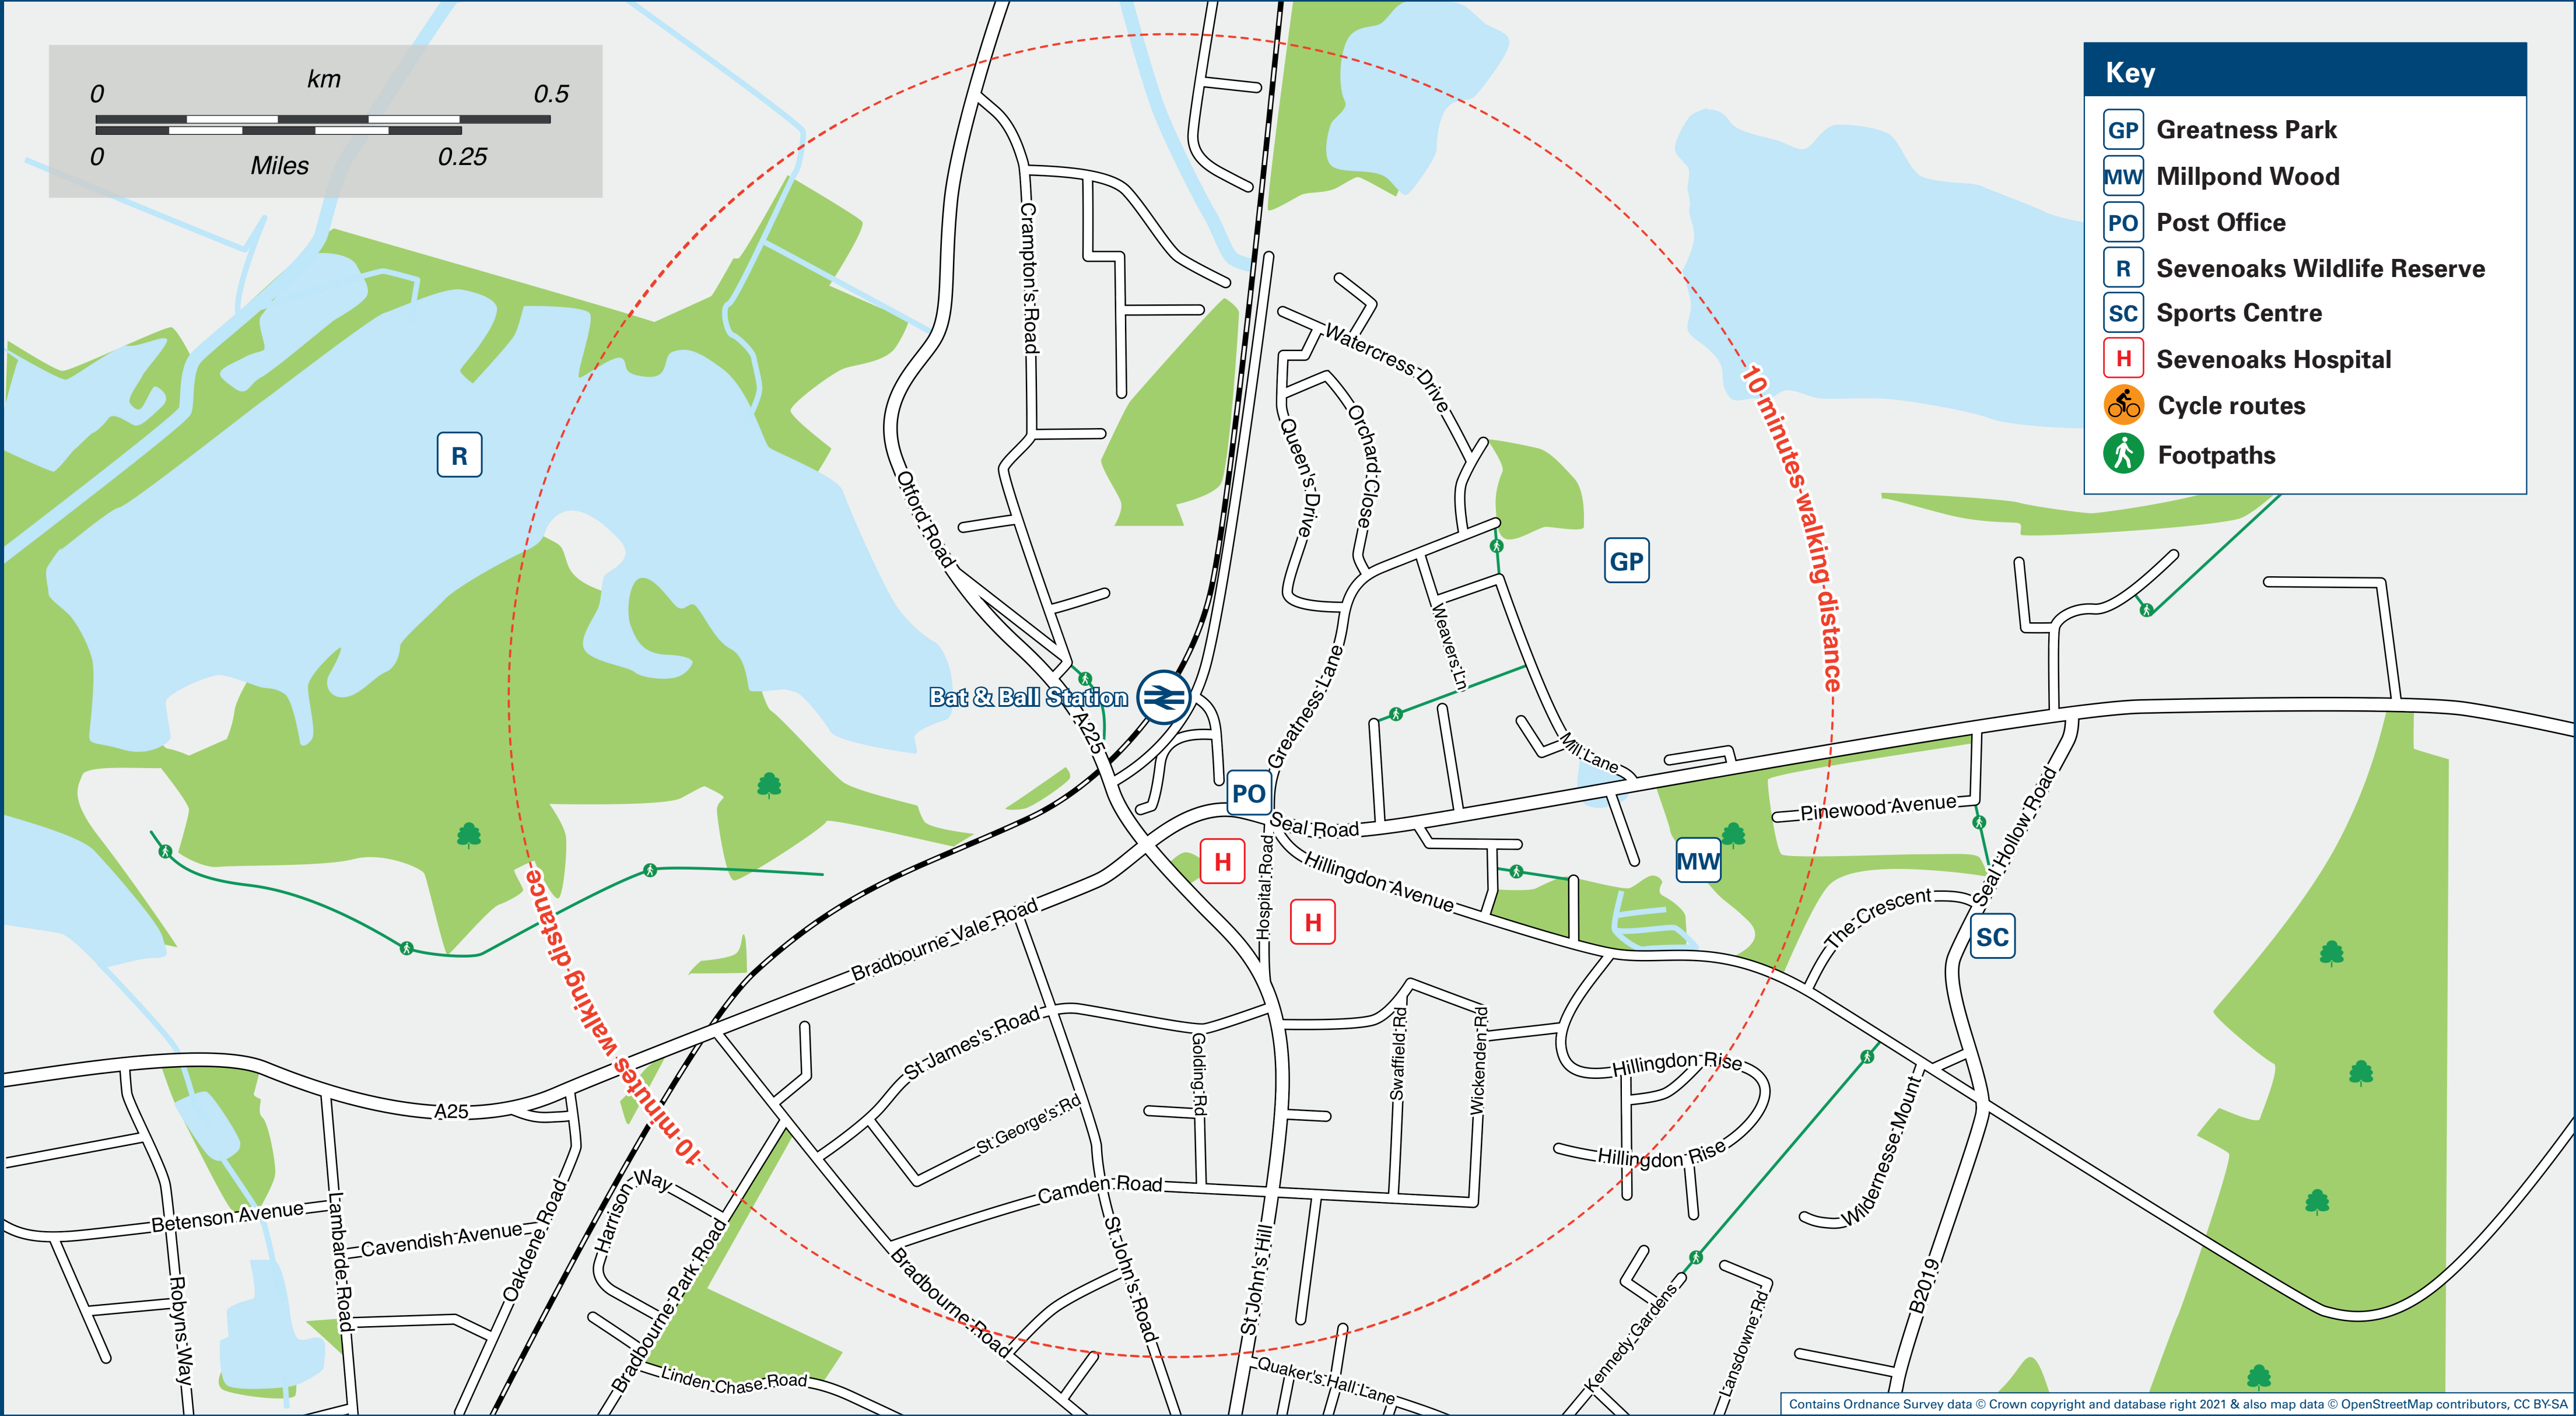 km
0 0.5
0 0.25
Miles
Key
GP Greatness Park
MW Millpond Wood
PO Post Office
R Sevenoaks Wildlife Reserve
SC Sports Centre
H Sevenoaks Hospital
Cycle routes
Footpaths
Crampton's Road
Watercress Drive
10 minutes walking distance
Orchard Close
Queen's Drive
R
Otford Road
GP
Weavers Ln
Greatness Lane
Bat & Ball Station
A225
Mill Lane
PO
Seal Road
Pinewood Avenue
Seal Hollow Road
H
MW
Hospital Road
Hillingdon Avenue
H
The Crescent
SC
10 minutes walking distance
Bradbourne Vale Road
St James's Road
Golding Rd
Swaffield Rd
Wickenden Rd
Hillingdon Rise
A25
St George's Rd
Hillingdon Rise
Wildernesse Mount
Harrison Way
Camden Road
Betenson Avenue
Lambarde Road
Cavendish Avenue
Oakdene Road
Bradbourne Park Road
Robyns Way
Bradbourne Road
St John's Road
St John's Hill
B2019
Kennedy Gardens
Lansdowne Rd
Linden Chase Road
Quaker's Hall Lane
Contains Ordnance Survey data © Crown copyright and database right 2021 & also map data © OpenStreetMap contributors, CC BY-SA